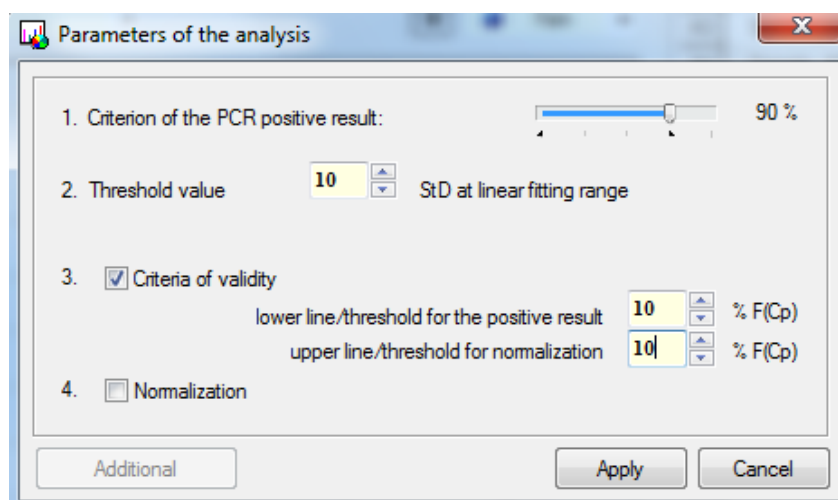 Parameters of the analysis
1. Criterion of the PCR positive result: 90 %
2. Threshold value 10 StD at linear fitting range
3. Criteria of validity
lower line/threshold for the positive result 10 % F(Cp)
upper line/threshold for normalization 10 % F(Cp)
4. Normalization
Additional Apply Cancel